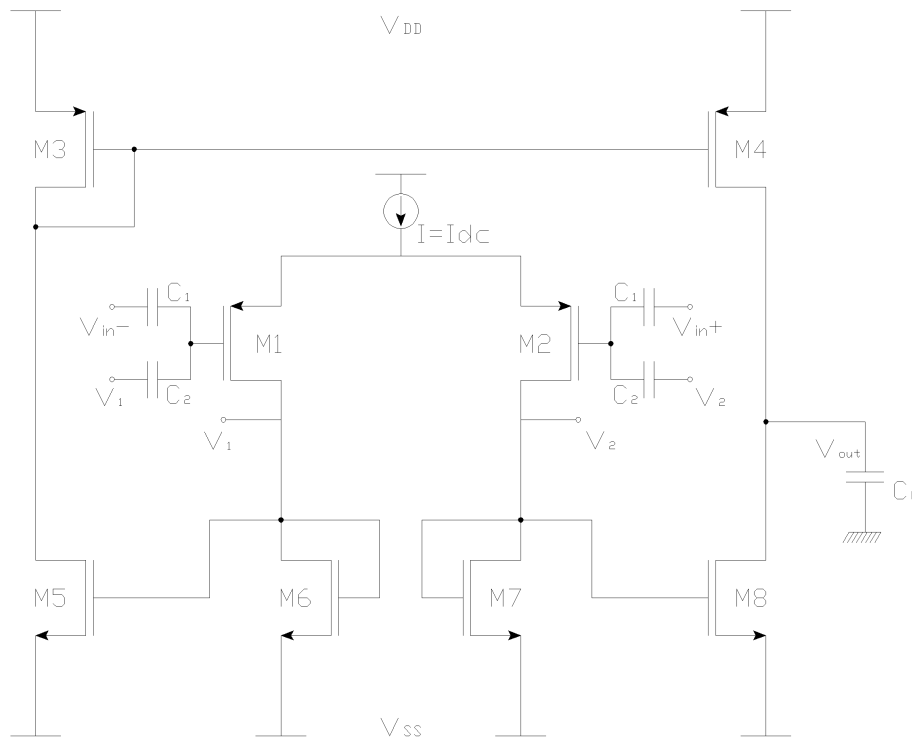 VDD
M3
M4
I=Idc
C1
C1
Vin-
M1
M2
Vin+
V1
C2
C2
V2
V1
V2
Vout
M5
M6
M7
M8
VSS